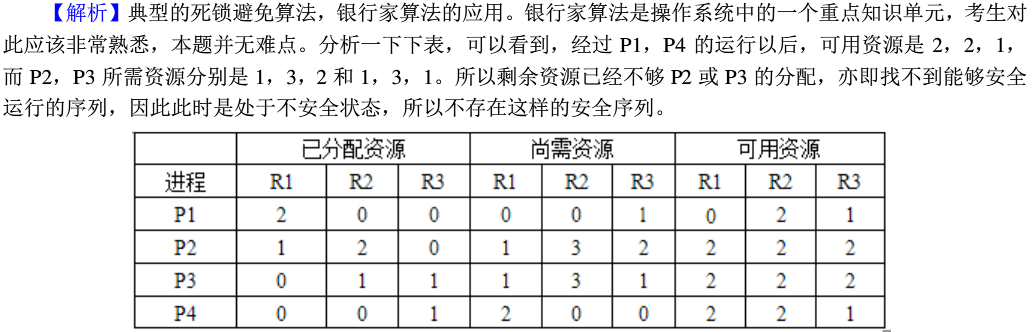 【解析】典型的死锁避免算法，银行家算法的应用。银行家算法是操作系统中的一个重点知识单元，考生对
此应该非常熟悉，本题并无难点。分析一下下表，可以看到，经过 P1，P4 的运行以后，可用资源是 2，2，1，
而 P2，P3 所需资源分别是 1，3，2 和 1，3，1。所以剩余资源已经不够 P2 或 P3 的分配，亦即找不到能够安全
运行的序列，因此此时是处于不安全状态，所以不存在这样的安全序列。
已分配资源 尚需资源 可用资源
进程 R1 R2 R3 R1 R2 R3 R1 R2 R3
P1 2 0 0 0 0 1 0 2 1
P2 1 2 0 1 3 2 2 2 2
P3 0 1 1 1 3 1 2 2 2
P4 0 0 1 2 0 0 2 2 1